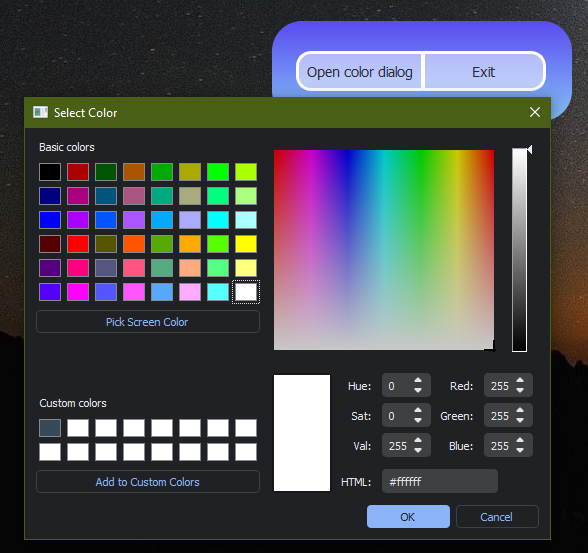 Open color dialog
Exit
Select Color
Basic colors
Pick Screen Color
Custom colors
Add to Custom Colors
Hue: 0 Red: 255
Sat: 0 Green: 255
Val: 255 Blue: 255
HTML: #ffffff
OK Cancel